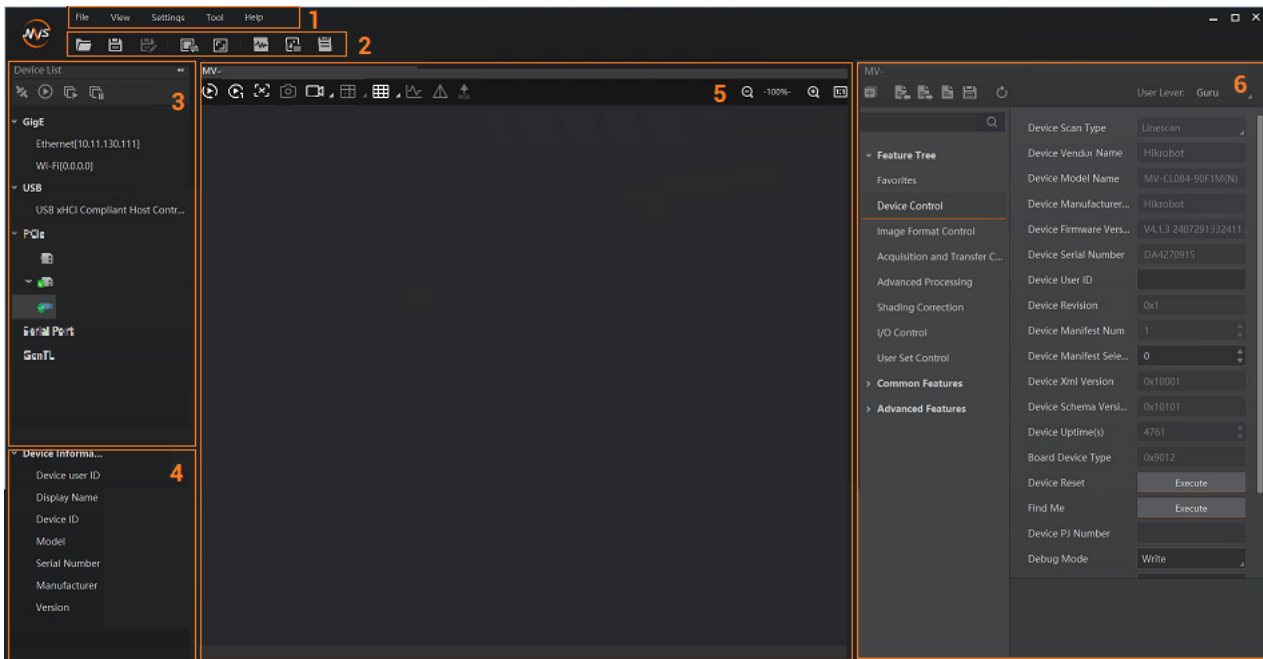 MVS
File View Settings Tool Help
1
2
Device List
3
GigE
Ethernet[10.11.130.111]
Wi-Fi[0.0.0.0]
USB
USB xHCI Compliant Host Contr...
PCIe
Serial Port
GenTL
Device Informa...
4
Device user ID
Display Name
Device ID
Model
Serial Number
Manufacturer
Version
MV-
5
-100%-
1:1
MV-
User Lever: Guru
6
Feature Tree
Favorites
Device Control
Image Format Control
Acquisition and Transfer C...
Advanced Processing
Shading Correction
I/O Control
User Set Control
Common Features
Advanced Features
Device Scan Type Linescan
Device Vendor Name Hikrobot
Device Model Name MV-CL084-90F1M(N)
Device Manufacturer... Hikrobot
Device Firmware Vers... V4.1.3 2407291332411
Device Serial Number DA4270915
Device User ID
Device Revision 0x1
Device Manifest Num 1
Device Manifest Sele... 0
Device Xml Version 0x10001
Device Schema Versi... 0x10101
Device Uptime(s) 4761
Board Device Type 0x9012
Device Reset Execute
Find Me Execute
Device PJ Number
Debug Mode Write